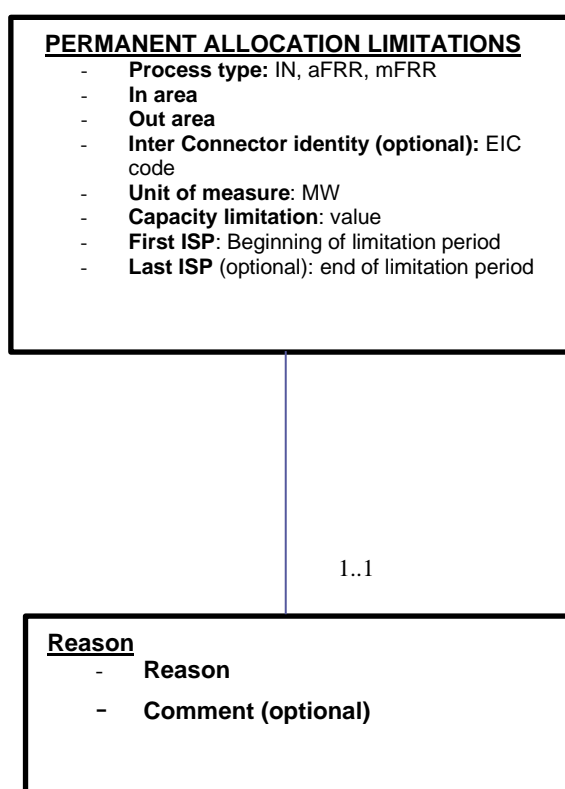 PERMANENT ALLOCATION LIMITATIONS
- Process type: IN, aFRR, mFRR
- In area
- Out area
- Inter Connector identity (optional): EIC
code
- Unit of measure: MW
- Capacity limitation: value
- First ISP: Beginning of limitation period
- Last ISP (optional): end of limitation period
1..1
Reason
- Reason
- Comment (optional)